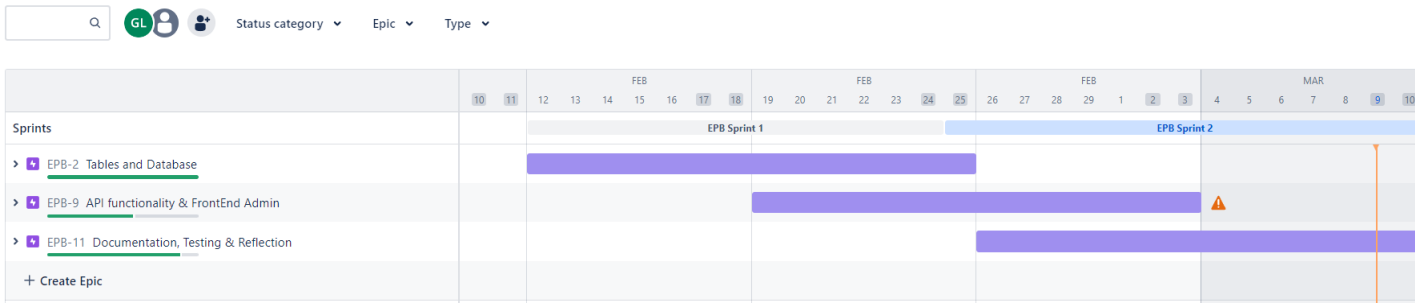 GL Status category Epic Type
FEB FEB FEB MAR
10 11 12 13 14 15 16 17 18 19 20 21 22 23 24 25 26 27 28 29 1 2 3 4 5 6 7 8 9 10
Sprints EPB Sprint 1 EPB Sprint 2
EPB-2 Tables and Database
EPB-9 API functionality & FrontEnd Admin
EPB-11 Documentation, Testing & Reflection
+ Create Epic